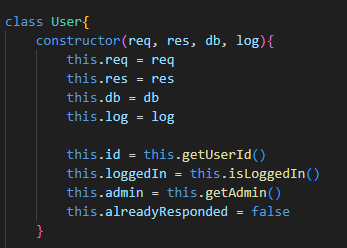 class User{
    constructor(req, res, db, log){
        this.req = req
        this.res = res
        this.db = db
        this.log = log

        this.id = this.getUserId()
        this.loggedIn = this.isLoggedIn()
        this.admin = this.getAdmin()
        this.alreadyResponded = false
    }